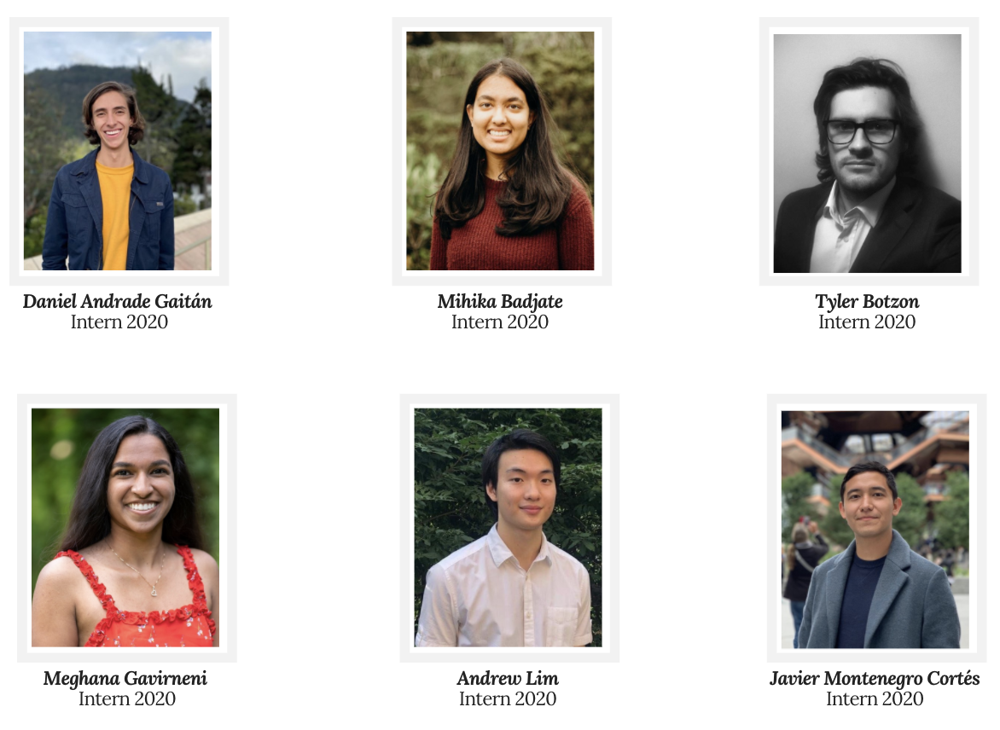 Daniel Andrade Gaitán
Intern 2020
Mihika Badjate
Intern 2020
Tyler Botzon
Intern 2020
Meghana Gavirneni
Intern 2020
Andrew Lim
Intern 2020
Javier Montenegro Cortés
Intern 2020